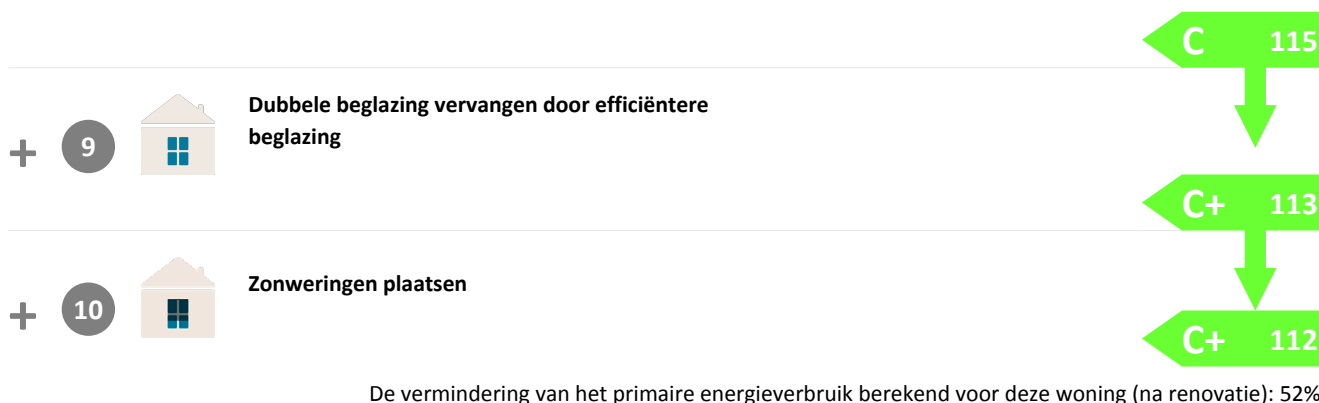 C 115
Dubbele beglazing vervangen door efficiëntere
beglazing
+ 9
C+ 113
Zonweringen plaatsen
+ 10
C+ 112
De vermindering van het primaire energieverbruik berekend voor deze woning (na renovatie): 52%